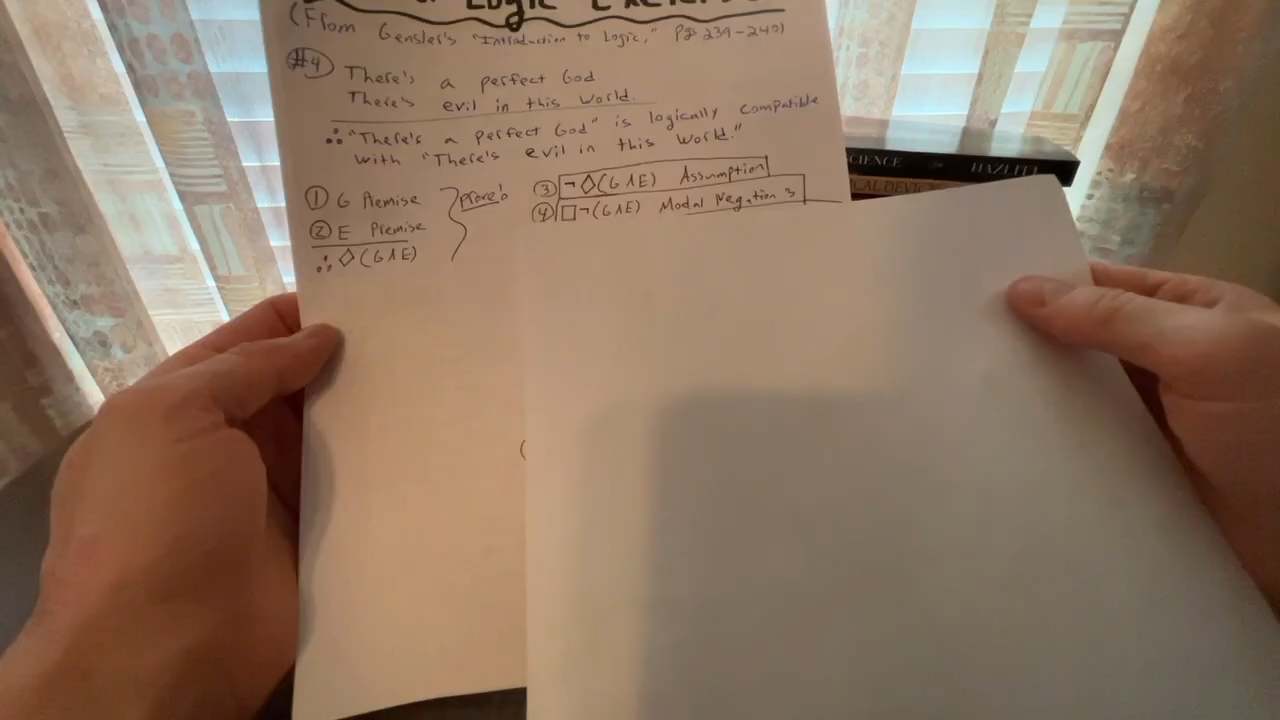 Logic
(From Gensler's "Introduction to Logic," Pgs 239-240)
#4
There's a perfect God
There's evil in this world.
∴ "There's a perfect God" is logically compatible
with "There's evil in this world."
① G Premise
② E Premise
∴ ◇(G∧E)
Prove:
③ ¬◇(G∧E) Assumption
④ □¬(G∧E) Modal Negation 3
SCIENCE HAZLITT